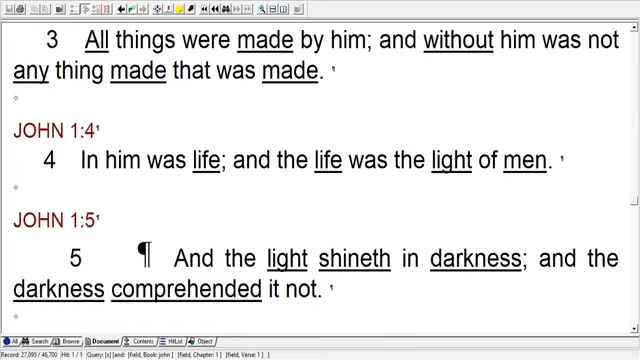 3 All things were made by him; and without him was not
any thing made that was made. ¶
JOHN 1:4¶
4 In him was life; and the life was the light of men. ¶
JOHN 1:5¶
5 ¶ And the light shineth in darkness; and the
darkness comprehended it not. ¶
All Search Browse Document Contents HitList Object
Record: 27,095 / 46,700 Hit: 1 / 1 Query: [s] [and: [field, Book: john] [field, Chapter: 1] [field, Verse: 1]]